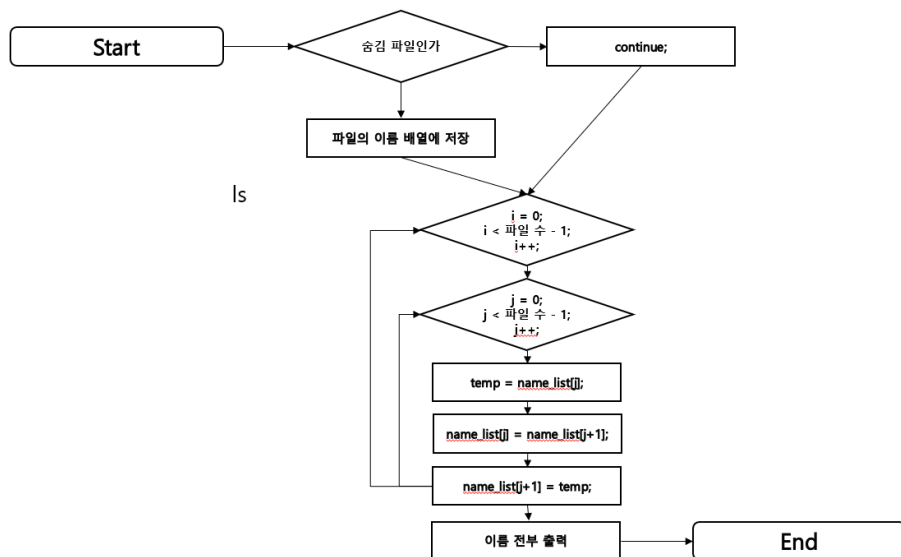 Start
숨김 파일인가
continue;
파일의 이름 배열에 저장
ls
i = 0;
i < 파일 수 - 1;
i++;
j = 0;
j < 파일 수 - 1;
j++;
temp = name_list[j];
name_list[j] = name_list[j+1];
name_list[j+1] = temp;
이름 전부 출력
End